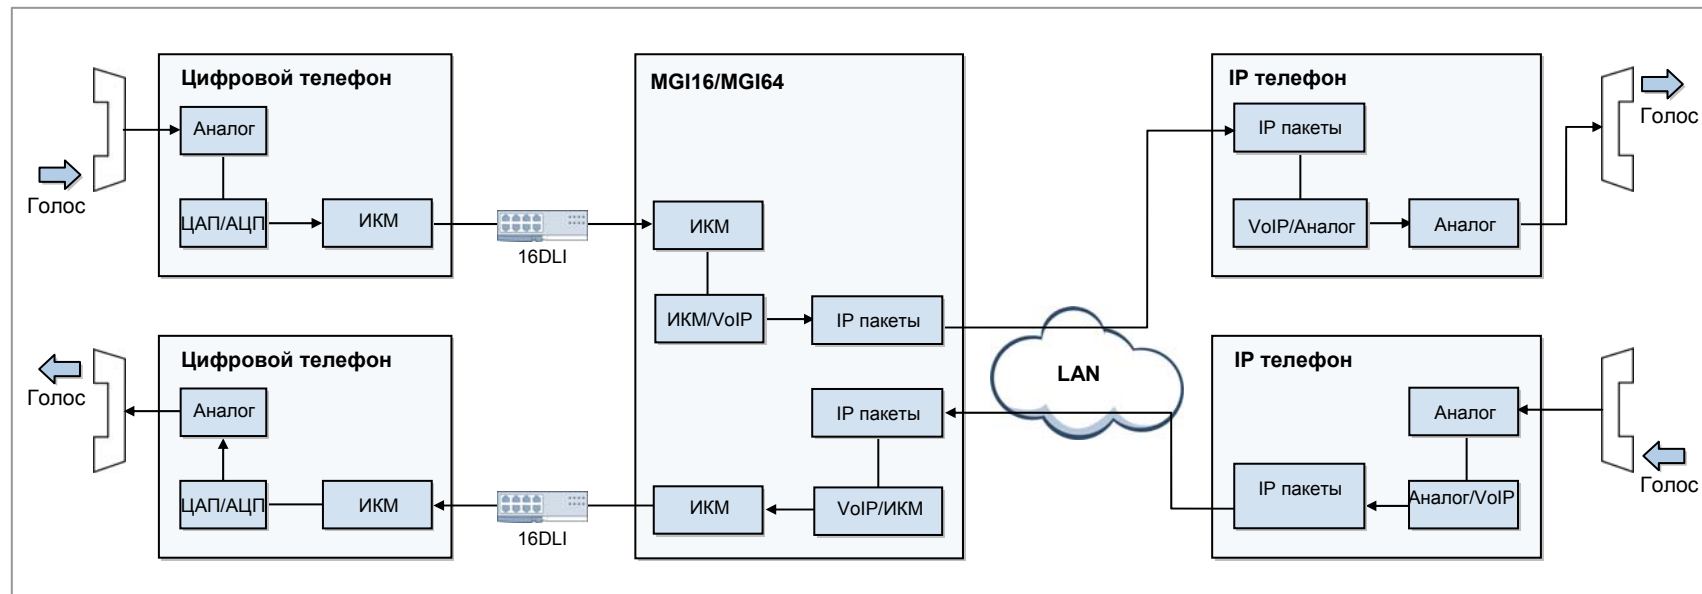 Цифровой телефон
Аналог
Голос
ЦАП/АЦП
ИКМ
16DLI
MGI16/MGI64
ИКМ
ИКМ/VoIP
IP пакеты
IP телефон
IP пакеты
VoIP/Аналог
Аналог
Голос
LAN
Цифровой телефон
Голос
Аналог
ЦАП/АЦП
ИКМ
16DLI
IP пакеты
ИКМ
VoIP/ИКМ
IP телефон
Аналог
IP пакеты
Аналог/VoIP
Голос